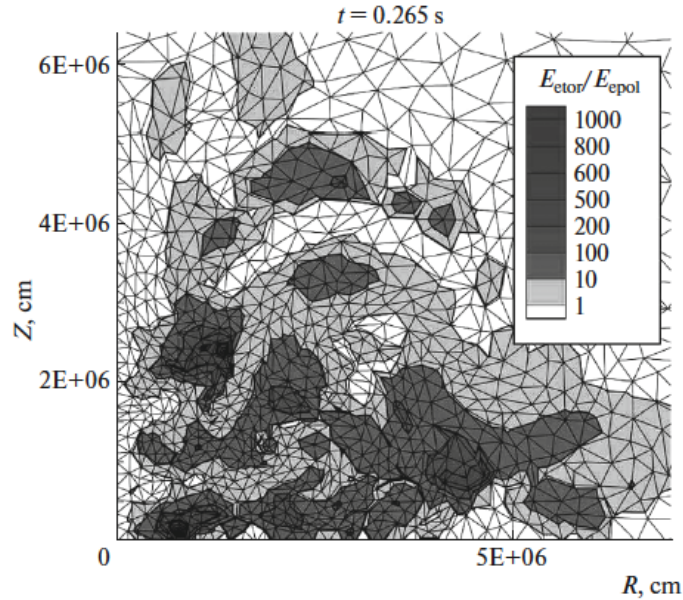 t = 0.265 s
6E+06
4E+06
2E+06
0
5E+06
Z, cm
R, cm
E_etor/E_epol
1000
800
600
500
200
100
10
1